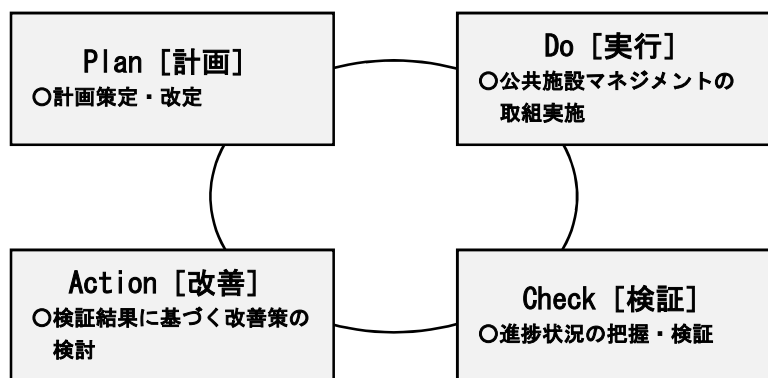 Plan [計画]
○計画策定・改定
Do [実行]
○公共施設マネジメントの
取組実施
Action [改善]
○検証結果に基づく改善策の
検討
Check [検証]
○進捗状況の把握・検証